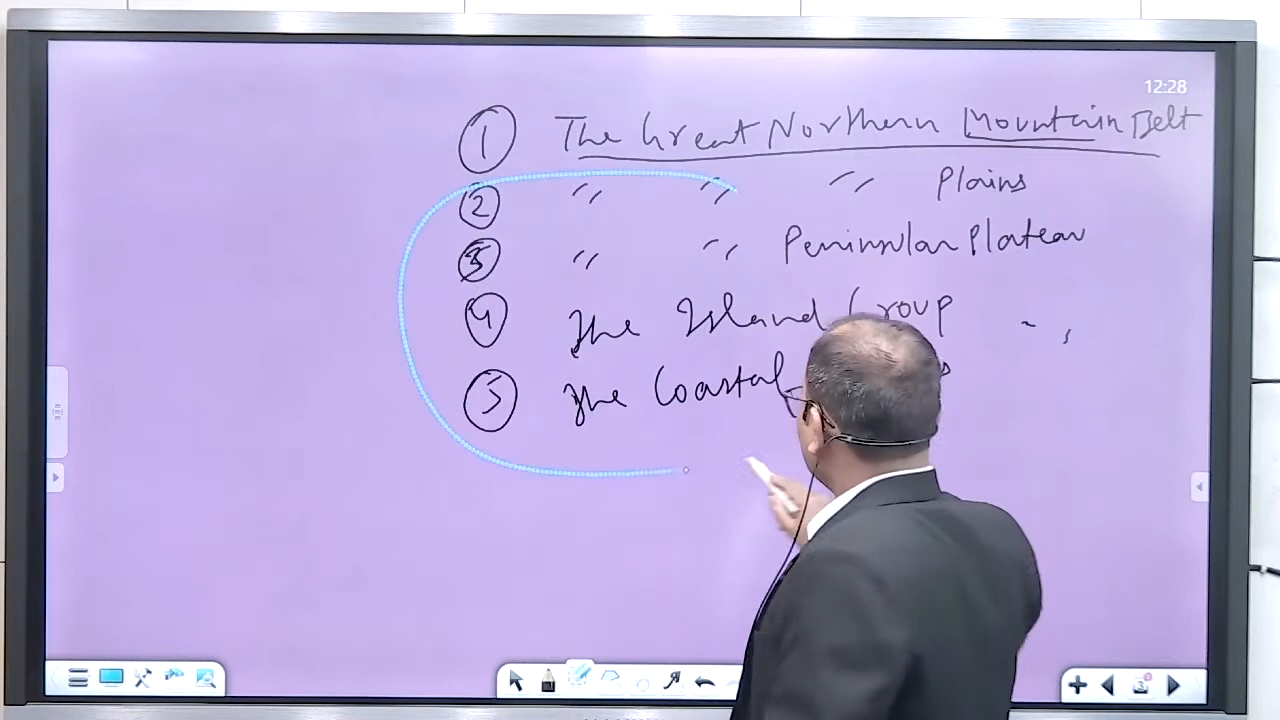 12:28
① The Great Northern Mountain Belt
② " " " Plains
③ " " Peninsular Plateau
④ The Island Group
⑤ The Coastal